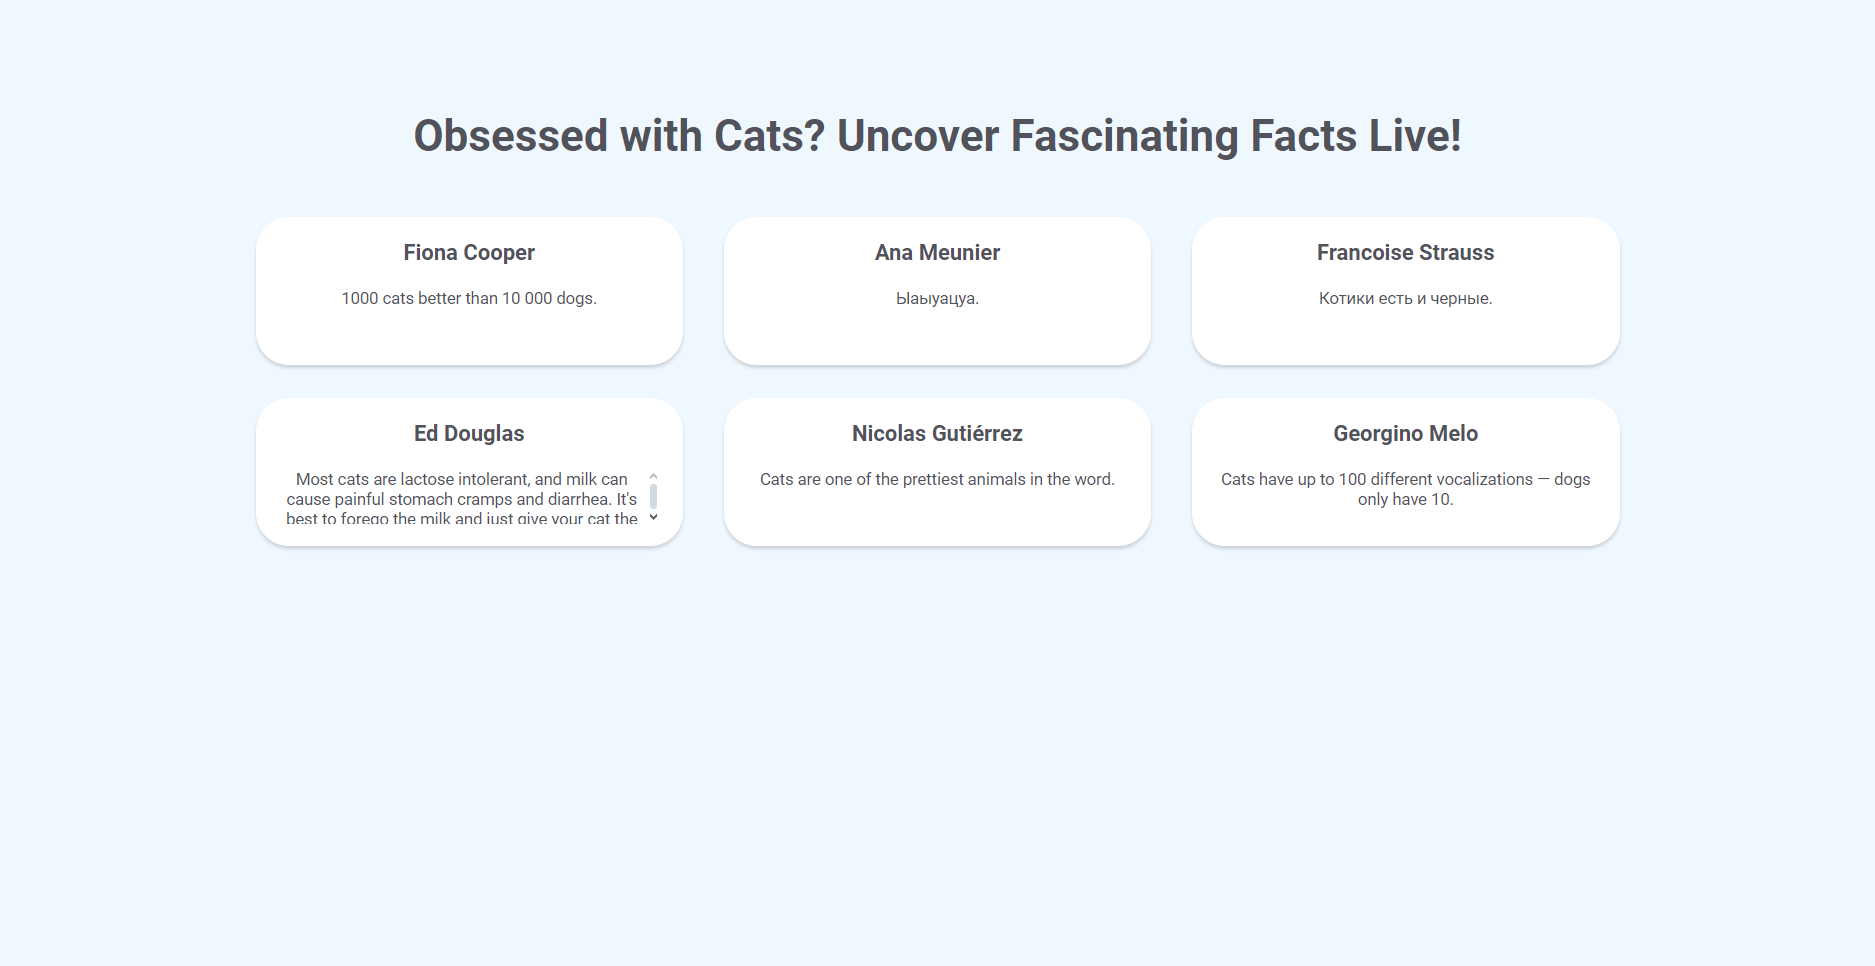 Obsessed with Cats? Uncover Fascinating Facts Live!
Fiona Cooper
1000 cats better than 10 000 dogs.
Ana Meunier
Ыаыуацуа.
Francoise Strauss
Котики есть и черные.
Ed Douglas
Most cats are lactose intolerant, and milk can
cause painful stomach cramps and diarrhea. It's
best to forego the milk and just give your cat the
Nicolas Gutiérrez
Cats are one of the prettiest animals in the word.
Georgino Melo
Cats have up to 100 different vocalizations — dogs
only have 10.